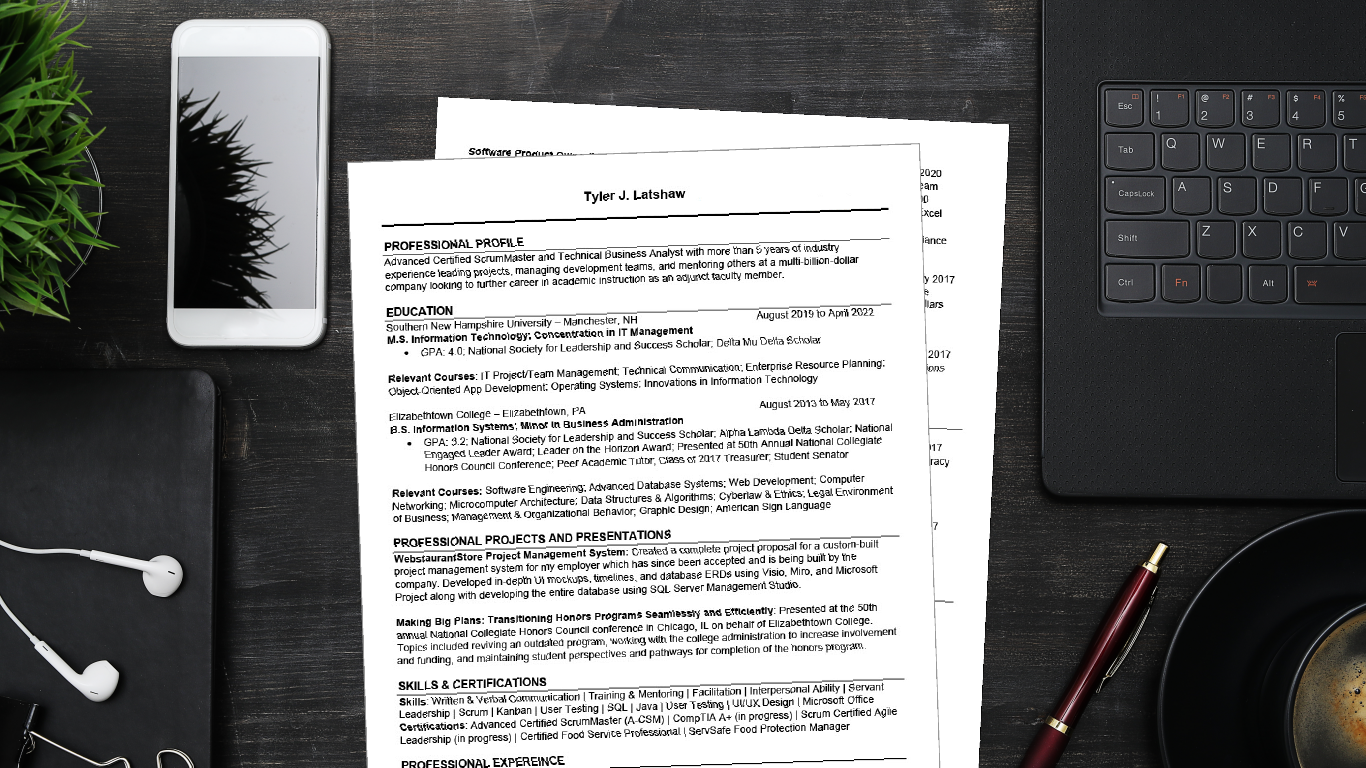 Tyler J. Latshaw
PROFESSIONAL PROFILE
Advanced Certified ScrumMaster and Technical Business Analyst with more than 5 years of industry
experience leading projects, managing development teams, and mentoring others at a multi-billion-dollar
company looking to further career in academic instruction as an adjunct faculty member.
EDUCATION
Southern New Hampshire University – Manchester, NH August 2019 to April 2022
M.S. Information Technology; Concentration in IT Management
• GPA: 4.0; National Society for Leadership and Success Scholar; Delta Mu Delta Scholar
Relevant Courses: IT Project/Team Management; Technical Communication; Enterprise Resource Planning;
Object-Oriented App Development; Operating Systems; Innovations in Information Technology
Elizabethtown College – Elizabethtown, PA August 2013 to May 2017
B.S. Information Systems; Minor in Business Administration
• GPA: 3.2; National Society for Leadership and Success Scholar; Alpha Lambda Delta Scholar; National
Engaged Leader Award; Leader on the Horizon Award; Presented at 50th Annual National Collegiate
Honors Council Conference; Peer Academic Tutor; Class of 2017 Treasurer; Student Senator
Relevant Courses: Software Engineering; Advanced Database Systems; Web Development; Computer
Networking; Microcomputer Architecture; Data Structures & Algorithms; Cyberlaw & Ethics; Legal Environment
of Business; Management & Organizational Behavior; Graphic Design; American Sign Language
PROFESSIONAL PROJECTS AND PRESENTATIONS
WebstaurantStore Project Management System: Created a complete project proposal for a custom-built
project management system for my employer which has since been accepted and is being built by the
company. Developed in-depth UI mockups, timelines, and database ERDs using Visio, Miro, and Microsoft
Project along with developing the entire database using SQL Server Management Studio.
Making Big Plans: Transitioning Honors Programs Seamlessly and Efficiently: Presented at the 50th
annual National Collegiate Honors Council conference in Chicago, IL on behalf of Elizabethtown College.
Topics included reviving an outdated program, working with the college administration to increase involvement
and funding, and maintaining student perspectives and pathways for completion of the honors program.
SKILLS & CERTIFICATIONS
Skills: Written & Verbal Communication | Training & Mentoring | Facilitation | Interpersonal Ability | Servant
Leadership | Scrum | Kanban | User Testing | SQL | Java | User Testing | UI/UX Design | Microsoft Office
Certifications: Advanced Certified ScrumMaster (A-CSM) | CompTIA A+ (in progress) | Scrum Certified Agile
Leadership (in progress) | Certified Food Service Professional | ServSafe Food Protection Manager
PROFESSIONAL EXPEREINCE
Software Product
2020
2017
2017
Esc ! 1 F1 @ 2 F2 # 3 F3 $ 4 F4 % 5
Tab Q W E R T
CapsLock A S D F G
Shift Z X C V
Ctrl Fn Alt